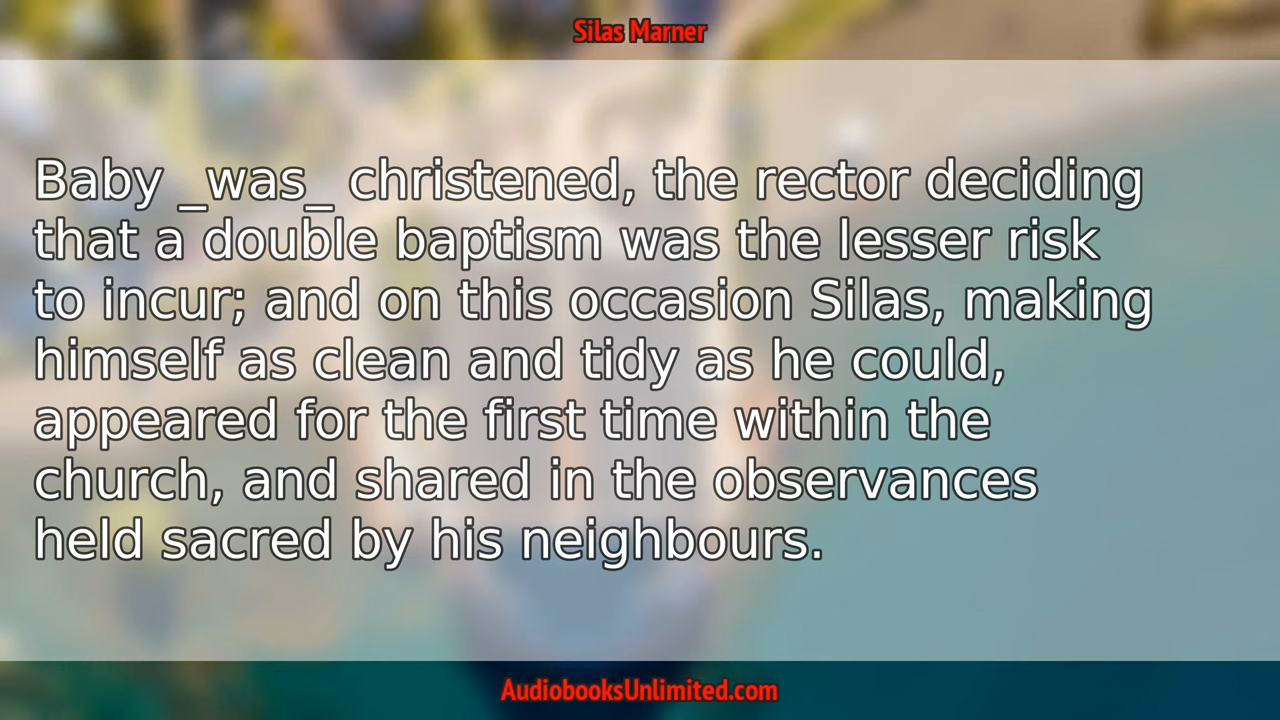 Silas Marner
Baby _was_ christened, the rector deciding
that a double baptism was the lesser risk
to incur; and on this occasion Silas, making
himself as clean and tidy as he could,
appeared for the first time within the
church, and shared in the observances
held sacred by his neighbours.
AudiobooksUnlimited.com